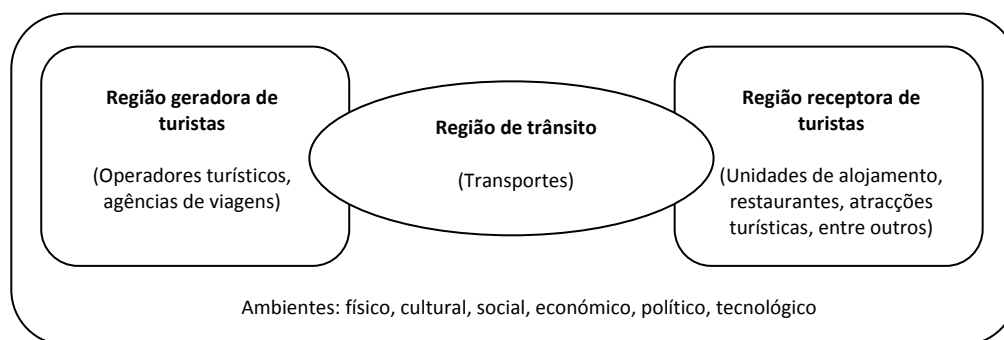 Região geradora de
turistas
(Operadores turísticos,
agências de viagens)
Região de trânsito
(Transportes)
Região receptora de
turistas
(Unidades de alojamento,
restaurantes, atracções
turísticas, entre outros)
Ambientes: físico, cultural, social, económico, político, tecnológico